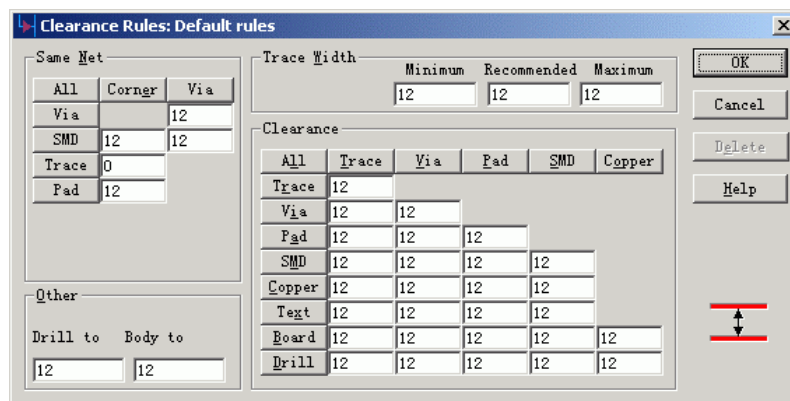 Clearance Rules: Default rules
Same Net
All Corner Via
Via 12
SMD 12 12
Trace 0
Pad 12
Other
Drill to Body to
12 12
Trace Width
Minimum Recommended Maximum
12 12 12
Clearance
All Trace Via Pad SMD Copper
Trace 12
Via 12 12
Pad 12 12 12
SMD 12 12 12 12
Copper 12 12 12 12
Text 12 12 12 12
Board 12 12 12 12 12
Drill 12 12 12 12 12
OK
Cancel
Delete
Help